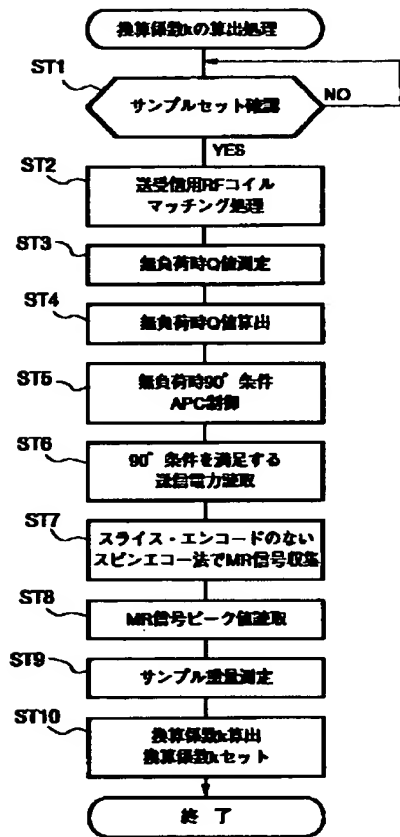 換算係数kの算出処理
ST1
サンプルセット確認
NO
YES
ST2
送受信用RFコイル
マッチング処理
ST3
無負荷時Q値測定
ST4
無負荷時Q値算出
ST5
無負荷時90°条件
APC制御
ST6
90°条件を満足する
送信電力読取
ST7
スライス・エンコードのない
スピンエコー法でMR信号収集
ST8
MR信号ピーク値読取
ST9
サンプル重量測定
ST10
換算係数k算出
換算係数kセット
終 了